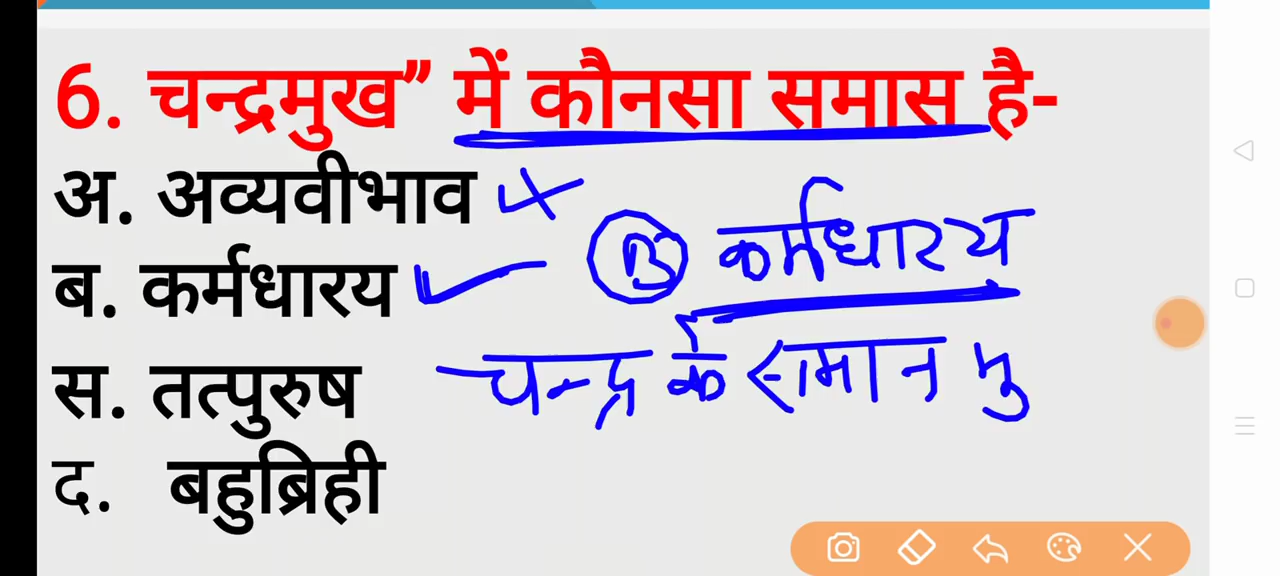 6. चन्द्रमुख” में कौनसा समास है-
अ. अव्यवीभाव
ब. कर्मधारय
B कर्मधारय
स. तत्पुरुष
चन्द्र के समान मु
द. बहुब्रिही